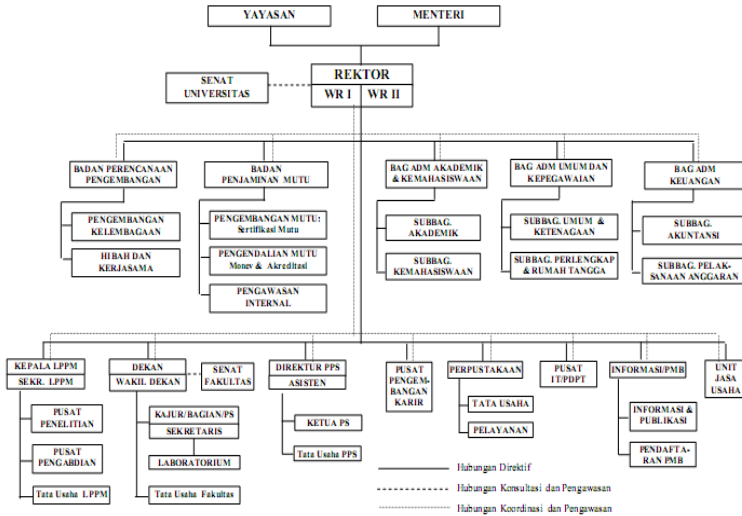 YAYASAN
MENTERI
SENAT
UNIVERSITAS
REKTOR
WR I
WR II
BADAN PERENCANAAN
PENGEMBANGAN
PENGEMBANGAN
KELEMBAGAAN
HIBAH DAN
KERJASAMA
BADAN
PENJAMINAN MUTU
PENGEMBANGAN MUTU:
Sertifikasi Mutu
PENGENDALIAN MUTU
Monev & Akreditasi
PENGAWASAN
INTERNAL
BAG ADM AKADEMIK
& KEMAHASISWAAN
SUBBAG.
AKADEMIK
SUBBAG.
KEMAHASISWAAN
BAG ADM UMUM DAN
KEPEGAWAIAN
SUBBAG. UMUM &
KETENAGAAN
SUBBAG. PERLENGKAP
& RUMAH TANGGA
BAG ADM
KEUANGAN
SUBBAG.
AKUNTANSI
SUBBAG. PELAK-
SANAAN ANGGARAN
KEPALA LPPM
SEKR. LPPM
PUSAT
PENELITIAN
PUSAT
PENGABDIAN
Tata Usaha LPPM
DEKAN
WAKIL DEKAN
SENAT
FAKULTAS
KAJUR/BAGIAN/PS
SEKRETARIS
LABORATORIUM
Tata Usaha Fakultas
DIREKTUR PPS
ASISTEN
KETUA PS
Tata Usaha PPS
PUSAT
PENGEM-
BANGAN
KARIR
PERPUSTAKAAN
TATA USAHA
PELAYANAN
PUSAT
IT/PDPT
INFORMASI/PMB
INFORMASI &
PUBLIKASI
PENDAFTA-
RAN PMB
UNIT
JASA
USAHA
Hubungan Direktif
Hubungan Konsultasi dan Pengawasan
Hubungan Koordinasi dan Pengawasan